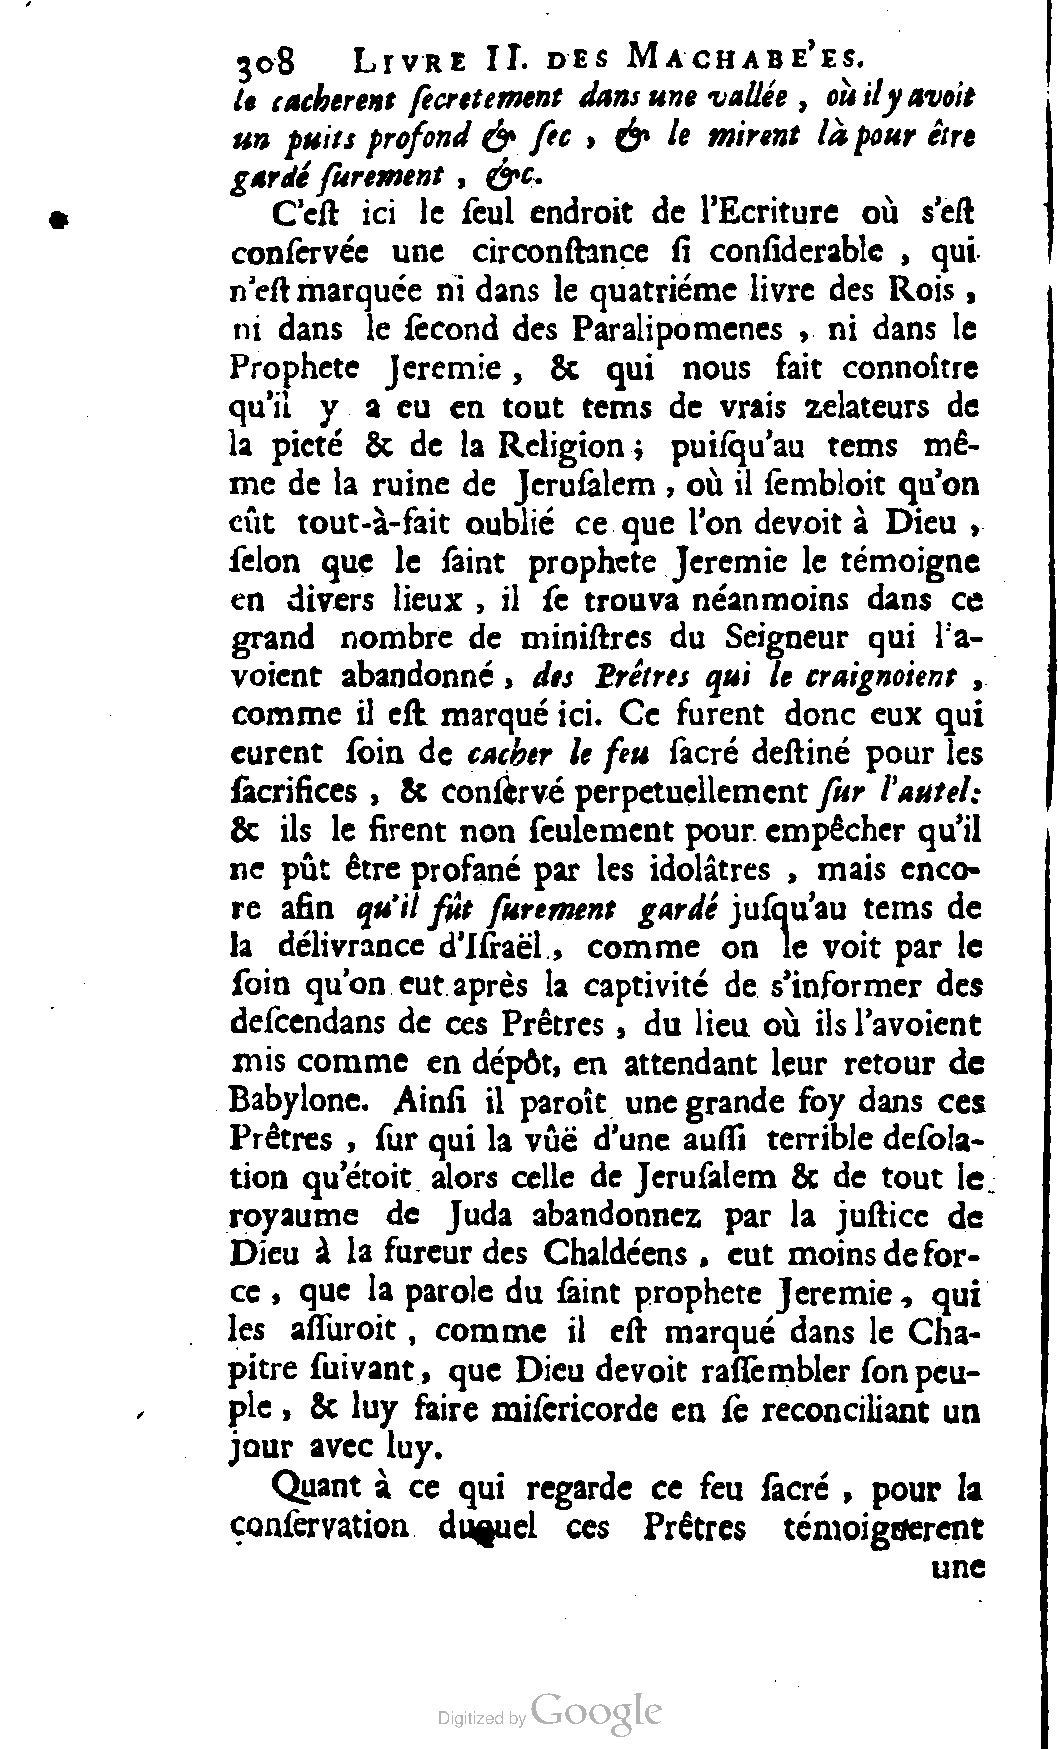 308 LIVRE II. DES MACHABE'ES.
le cacherent ſecretement dans une vallée , où il y avoit
un puits profond & ſec , & le mirent là pour être
gardé ſurement , &c.
C'eſt ici le ſeul endroit de l'Ecriture où s'eſt
conſervée une circonſtance ſi conſiderable , qui
n'eſt marquée ni dans le quatriéme livre des Rois ,
ni dans le ſecond des Paralipomenes , ni dans le
Prophete Jeremie , & qui nous fait connoître
qu'il y a eu en tout tems de vrais zelateurs de
la pieté & de la Religion ; puiſqu'au tems mê-
me de la ruine de Jeruſalem , où il ſembloit qu'on
eût tout-à-fait oublié ce que l'on devoit à Dieu ,
ſelon que le ſaint prophete Jeremie le témoigne
en divers lieux , il ſe trouva néanmoins dans ce
grand nombre de miniſtres du Seigneur qui l'a-
voient abandonné , des Prêtres qui le craignoient ,
comme il eſt marqué ici. Ce furent donc eux qui
eurent ſoin de cacher le feu ſacré deſtiné pour les
ſacrifices , & conſervé perpetuellement ſur l'autel:
& ils le firent non ſeulement pour empêcher qu'il
ne pût être profané par les idolâtres , mais enco-
re afin qu'il fût ſurement gardé juſqu'au tems de
la délivrance d'Iſraël , comme on le voit par le
ſoin qu'on eut après la captivité de s'informer des
deſcendans de ces Prêtres , du lieu où ils l'avoient
mis comme en dépôt, en attendant leur retour de
Babylone. Ainſi il paroît une grande foy dans ces
Prêtres , ſur qui la vûë d'une auſſi terrible deſola-
tion qu'étoit alors celle de Jeruſalem & de tout le
royaume de Juda abandonnez par la juſtice de
Dieu à la fureur des Chaldéens , eut moins de for-
ce , que la parole du ſaint prophete Jeremie , qui
les aſſuroit , comme il eſt marqué dans le Cha-
pitre ſuivant , que Dieu devoit raſſembler ſon peu-
ple , & luy faire miſericorde en ſe reconciliant un
jour avec luy.
Quant à ce qui regarde ce feu ſacré , pour la
conſervation duquel ces Prêtres témoignerent
une
Digitized by Google